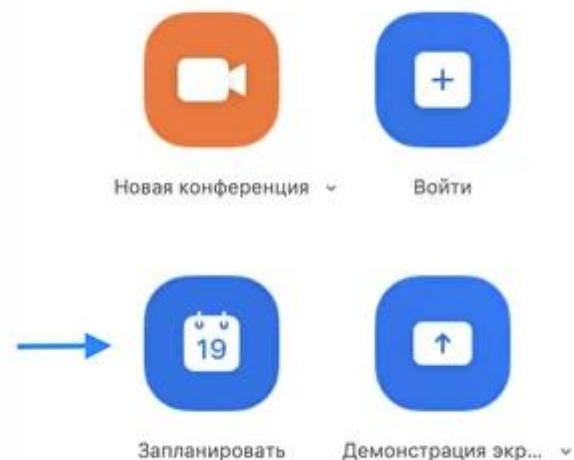 Новая конференция
Войти
19
Запланировать
Демонстрация экр...